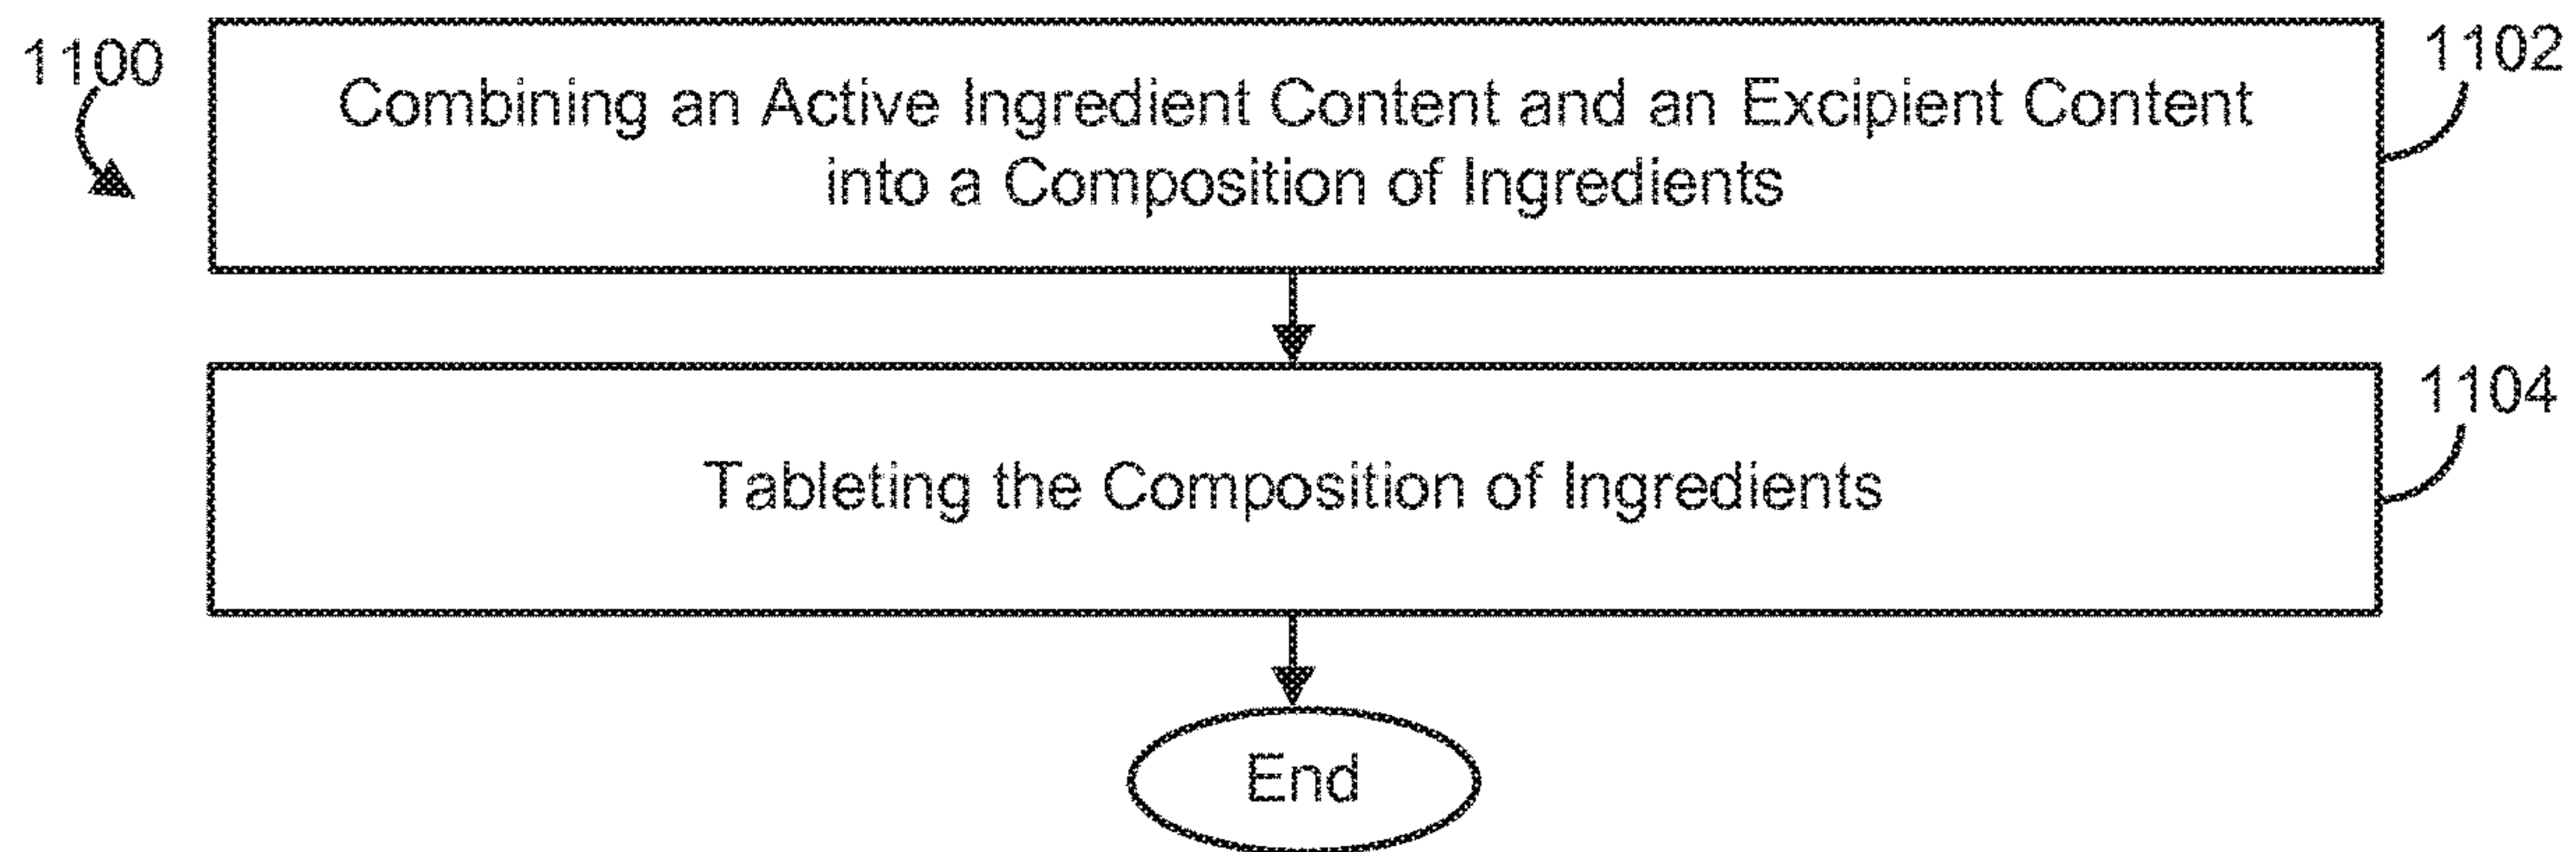 1100
Combining an Active Ingredient Content and an Excipient Content
into a Composition of Ingredients
1102
Tableting the Composition of Ingredients
1104
End